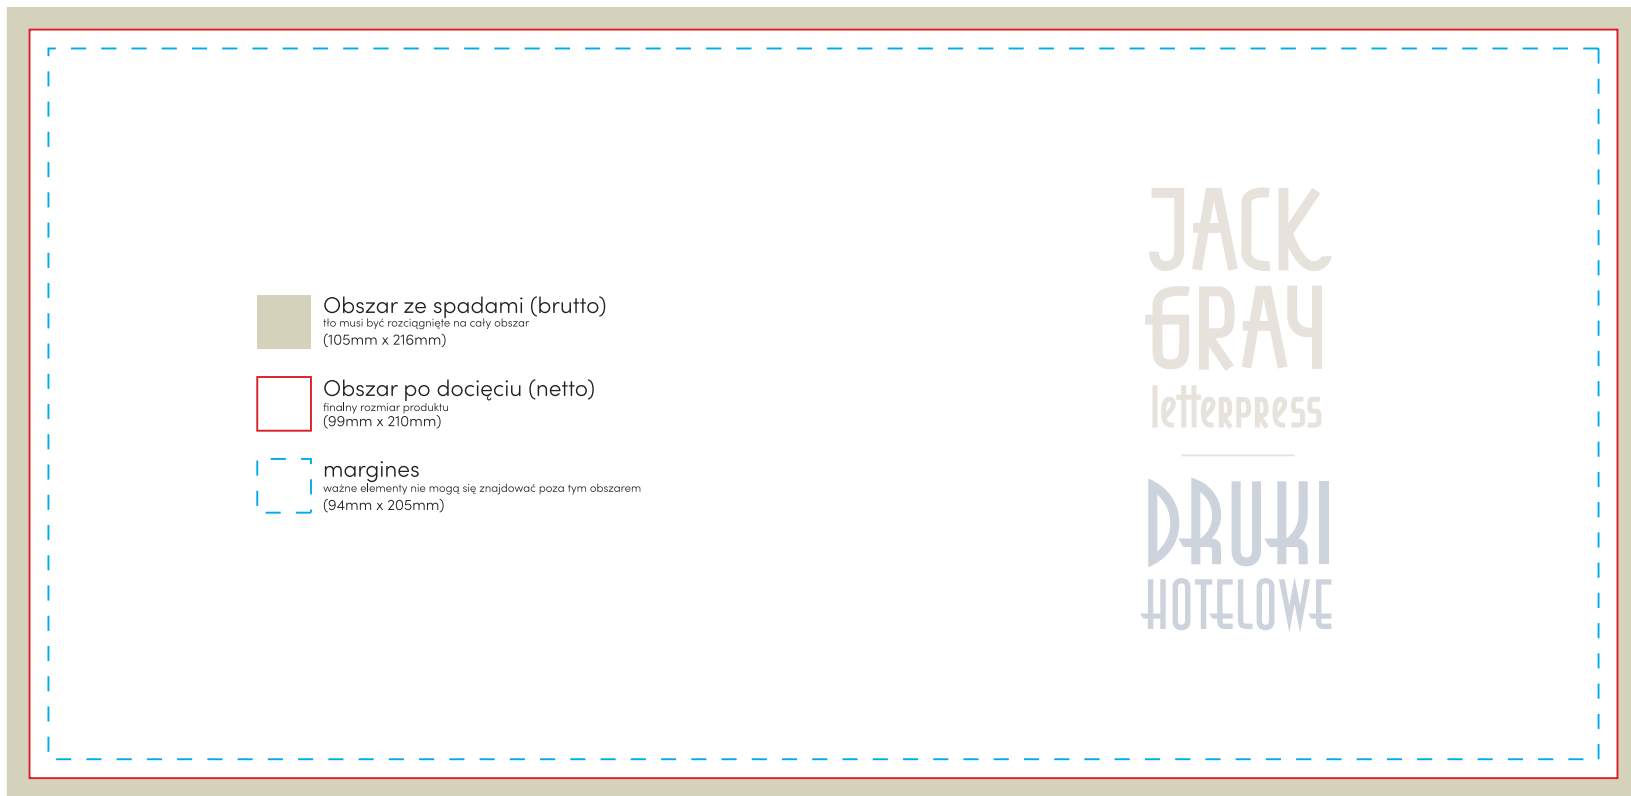 Obszar ze spadami (brutto)
tło musi być rozciągnięte na cały obszar
(105mm x 216mm)
Obszar po docięciu (netto)
finalny rozmiar produktu
(99mm x 210mm)
margines
ważne elementy nie mogą się znajdować poza tym obszarem
(94mm x 205mm)
JACK
GRAY
letterpress
DRUKI
HOTELOWE